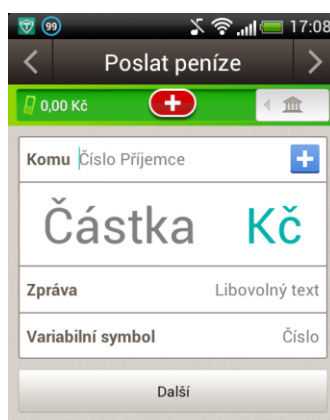 99 17:08
Poslat peníze
0,00 Kč
Komu Číslo Příjemce
Částka Kč
Zpráva Libovolný text
Variabilní symbol Číslo
Další